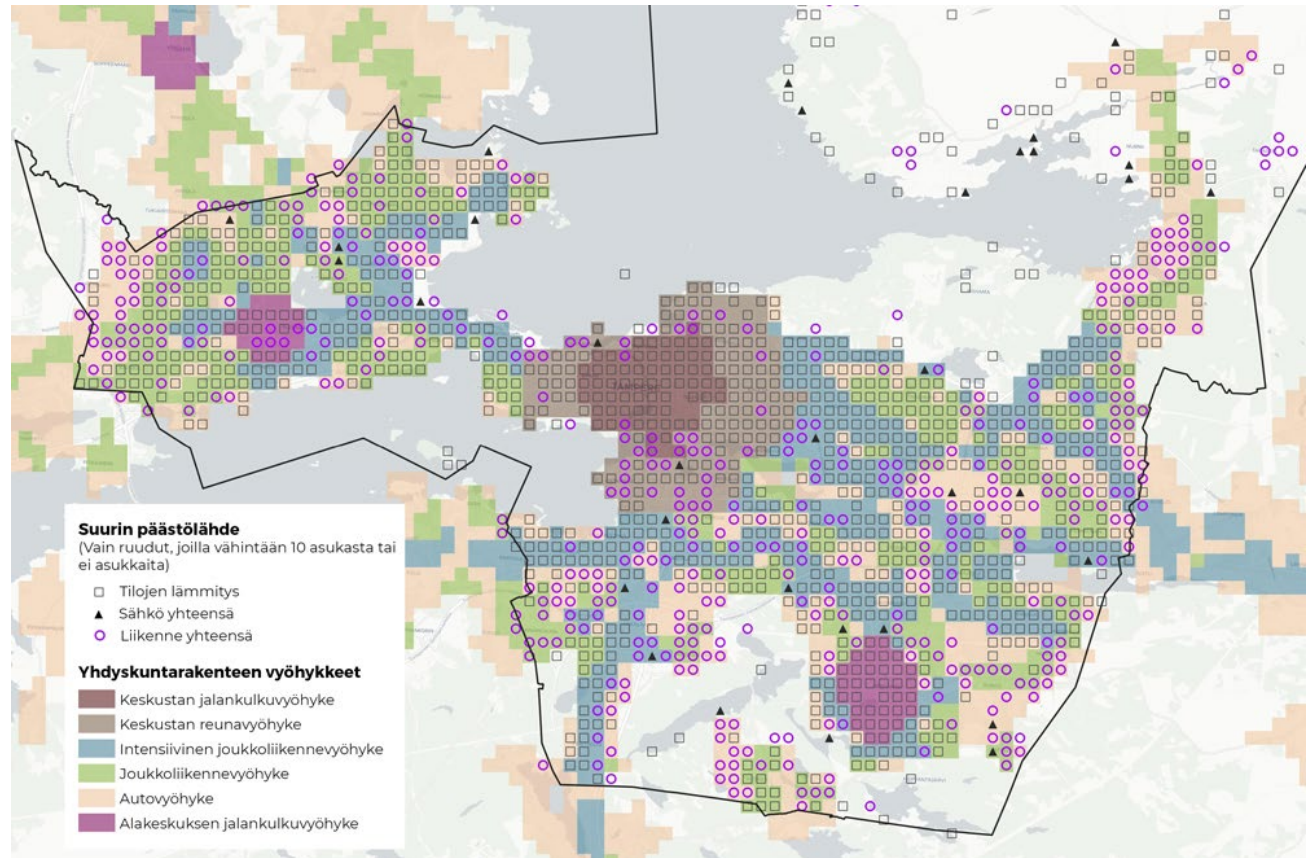 TAMPERE
Suurin päästölähde
(Vain ruudut, joilla vähintään 10 asukasta tai
ei asukkaita)
Tilojen lämmitys
Sähkö yhteensä
Liikenne yhteensä
Yhdyskuntarakenteen vyöhykkeet
Keskustan jalankulkuvyöhyke
Keskustan reunavyöhyke
Intensiivinen joukkoliikennevyöhyke
Joukkoliikennevyöhyke
Autovyöhyke
Alakeskuksen jalankulkuvyöhyke